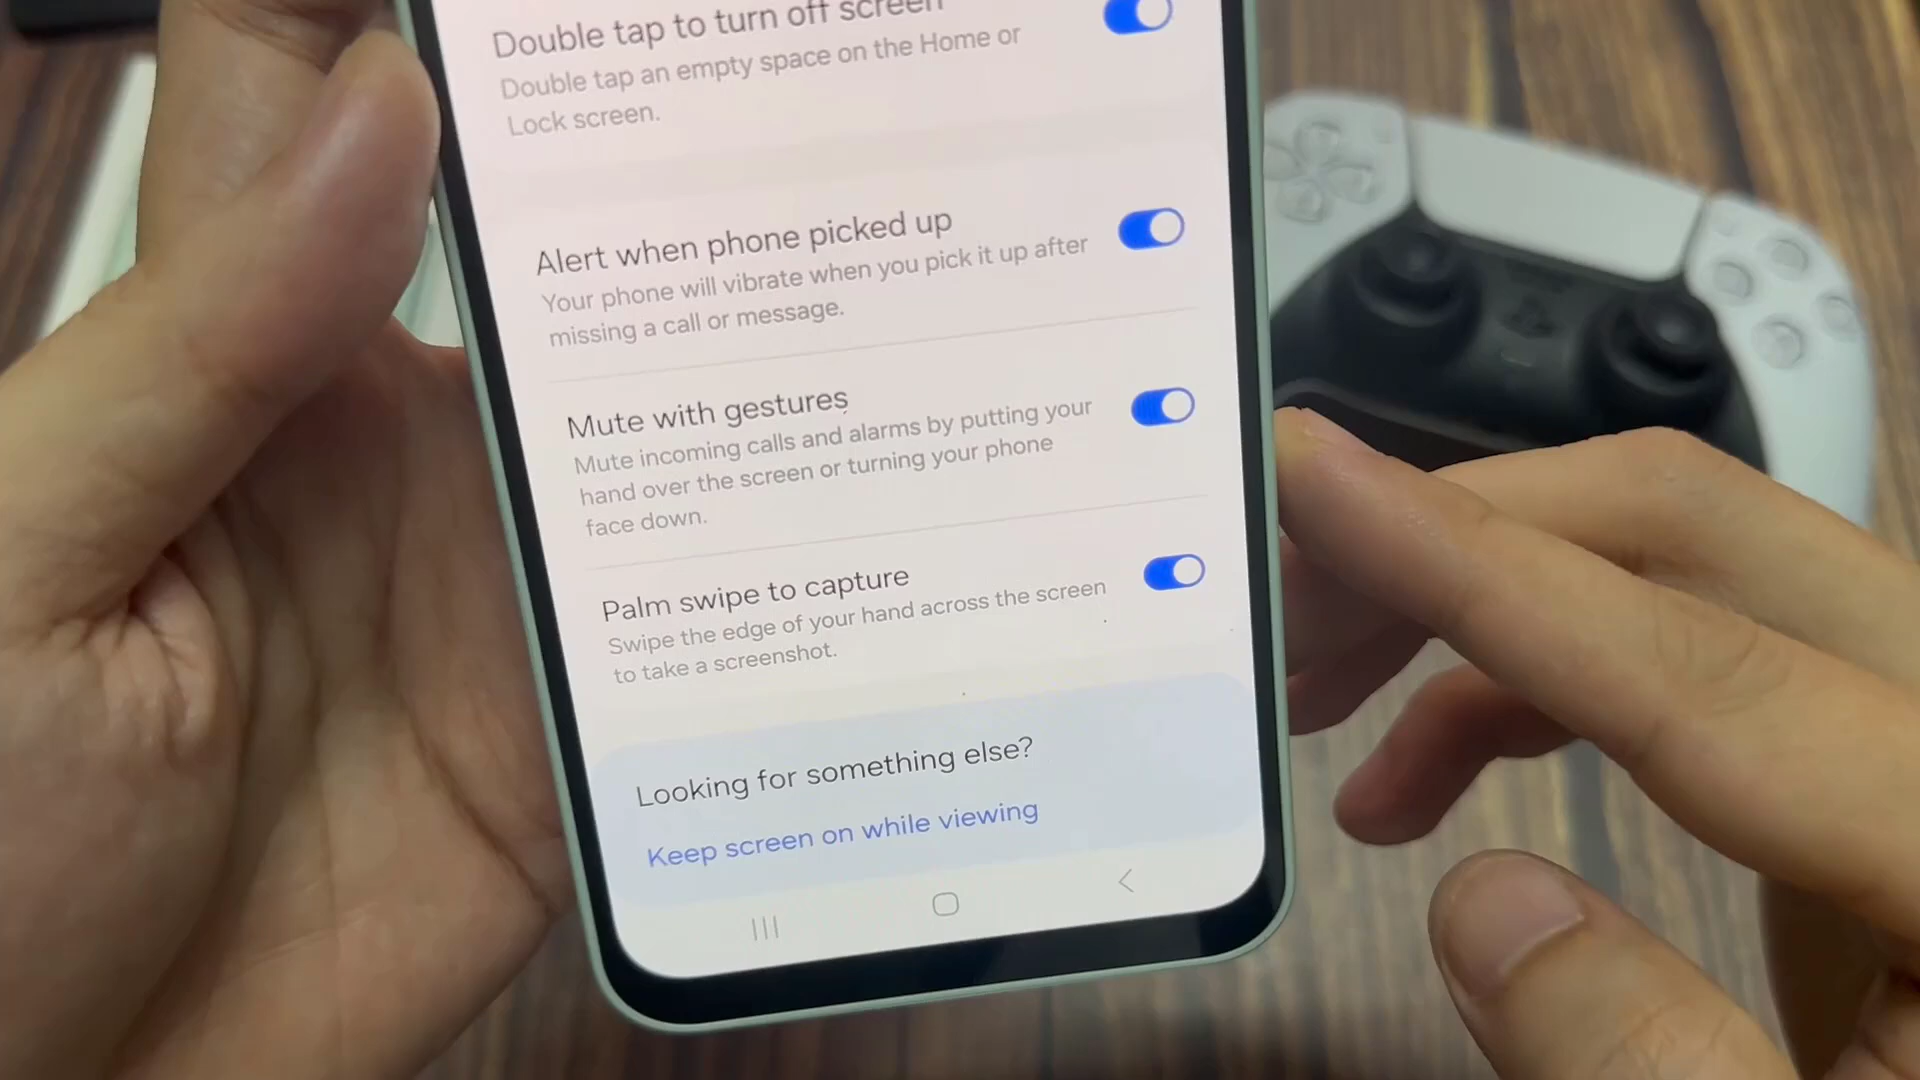 Double tap to turn off screen
Double tap an empty space on the Home or
Lock screen.
Alert when phone picked up
Your phone will vibrate when you pick it up after
missing a call or message.
Mute with gestures
Mute incoming calls and alarms by putting your
hand over the screen or turning your phone
face down.
Palm swipe to capture
Swipe the edge of your hand across the screen
to take a screenshot.
Looking for something else?
Keep screen on while viewing